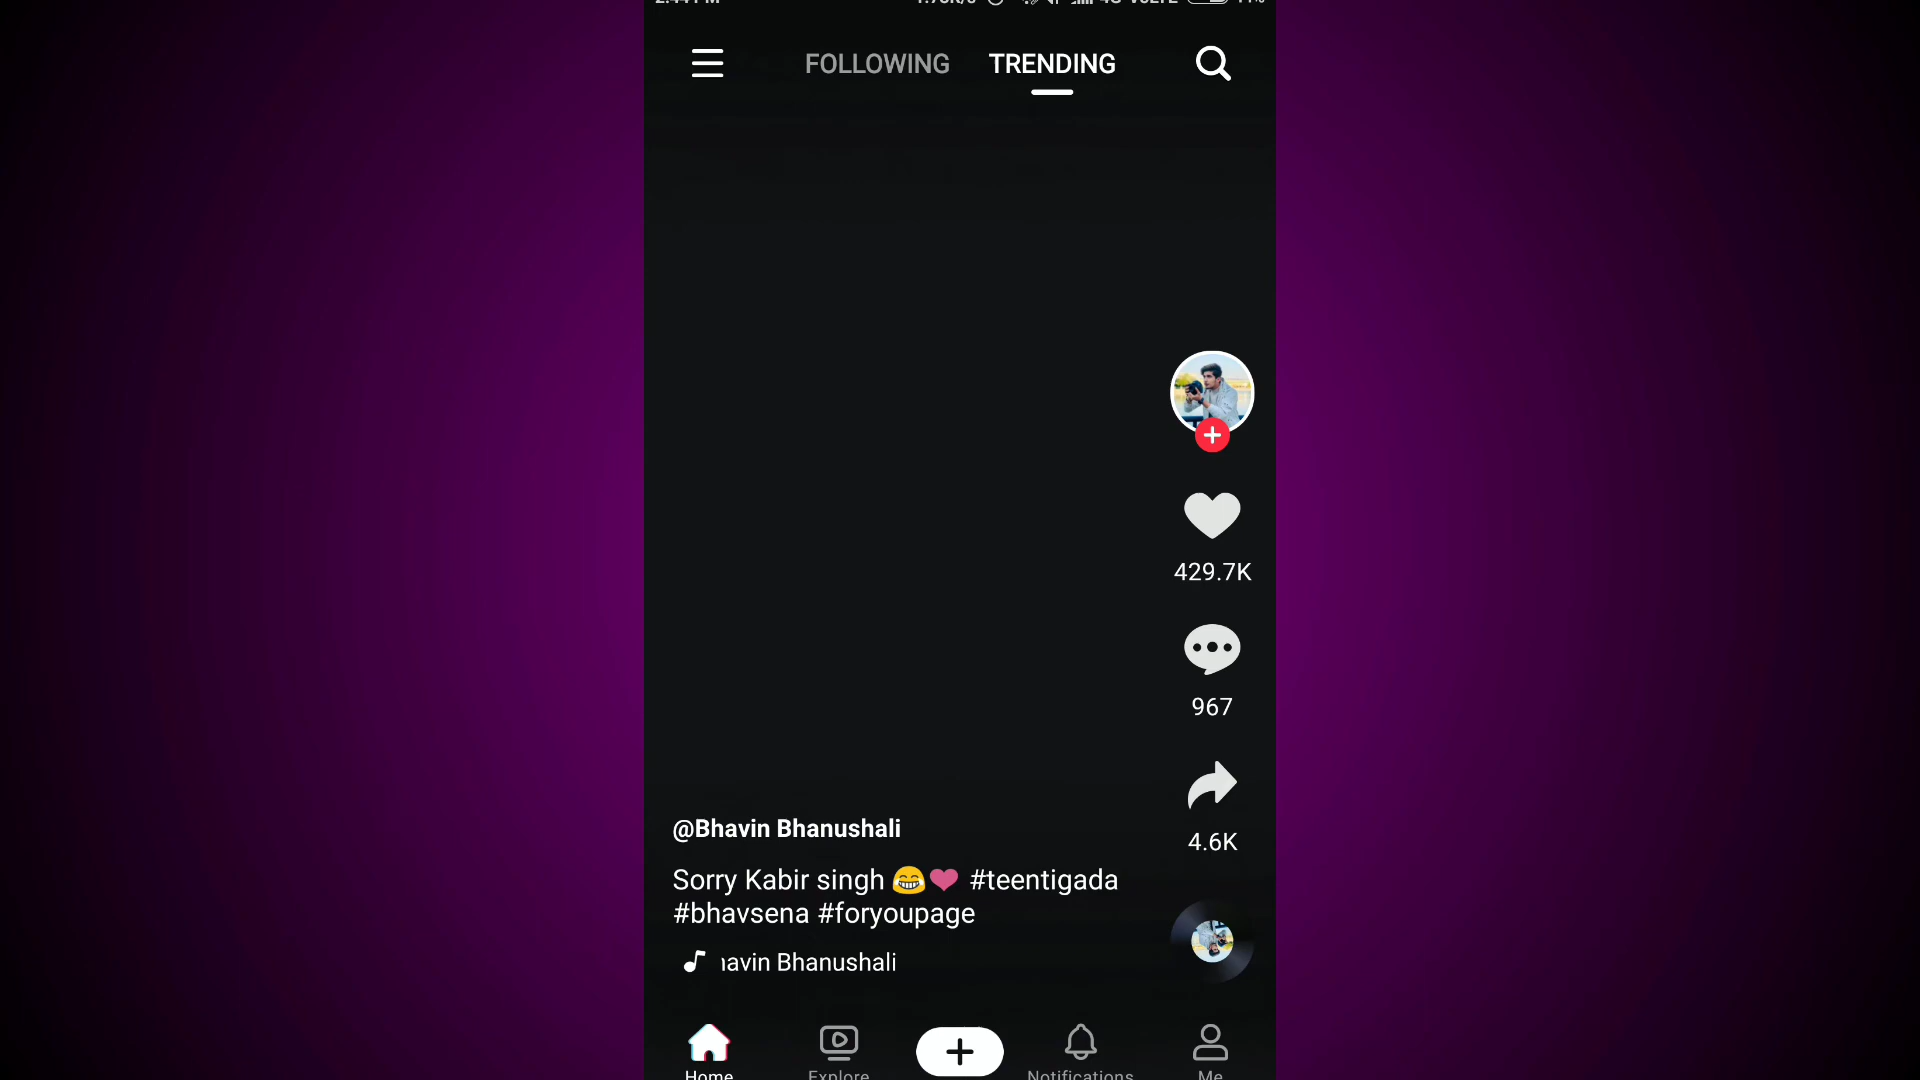 FOLLOWING TRENDING
429.7K
967
4.6K
@Bhavin Bhanushali
Sorry Kabir singh 😂❤ #teentigada
#bhavsena #foryoupage
havin Bhanushali
Home Explore Notifications Me